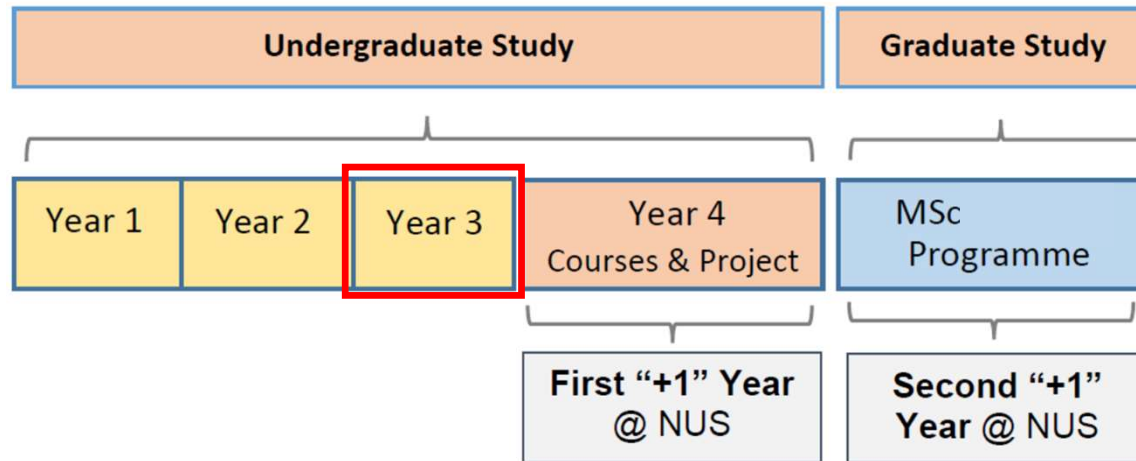 Undergraduate Study
Graduate Study
Year 1
Year 2
Year 3
Year 4
Courses & Project
MSc
Programme
First “+1” Year
@ NUS
Second “+1”
Year @ NUS